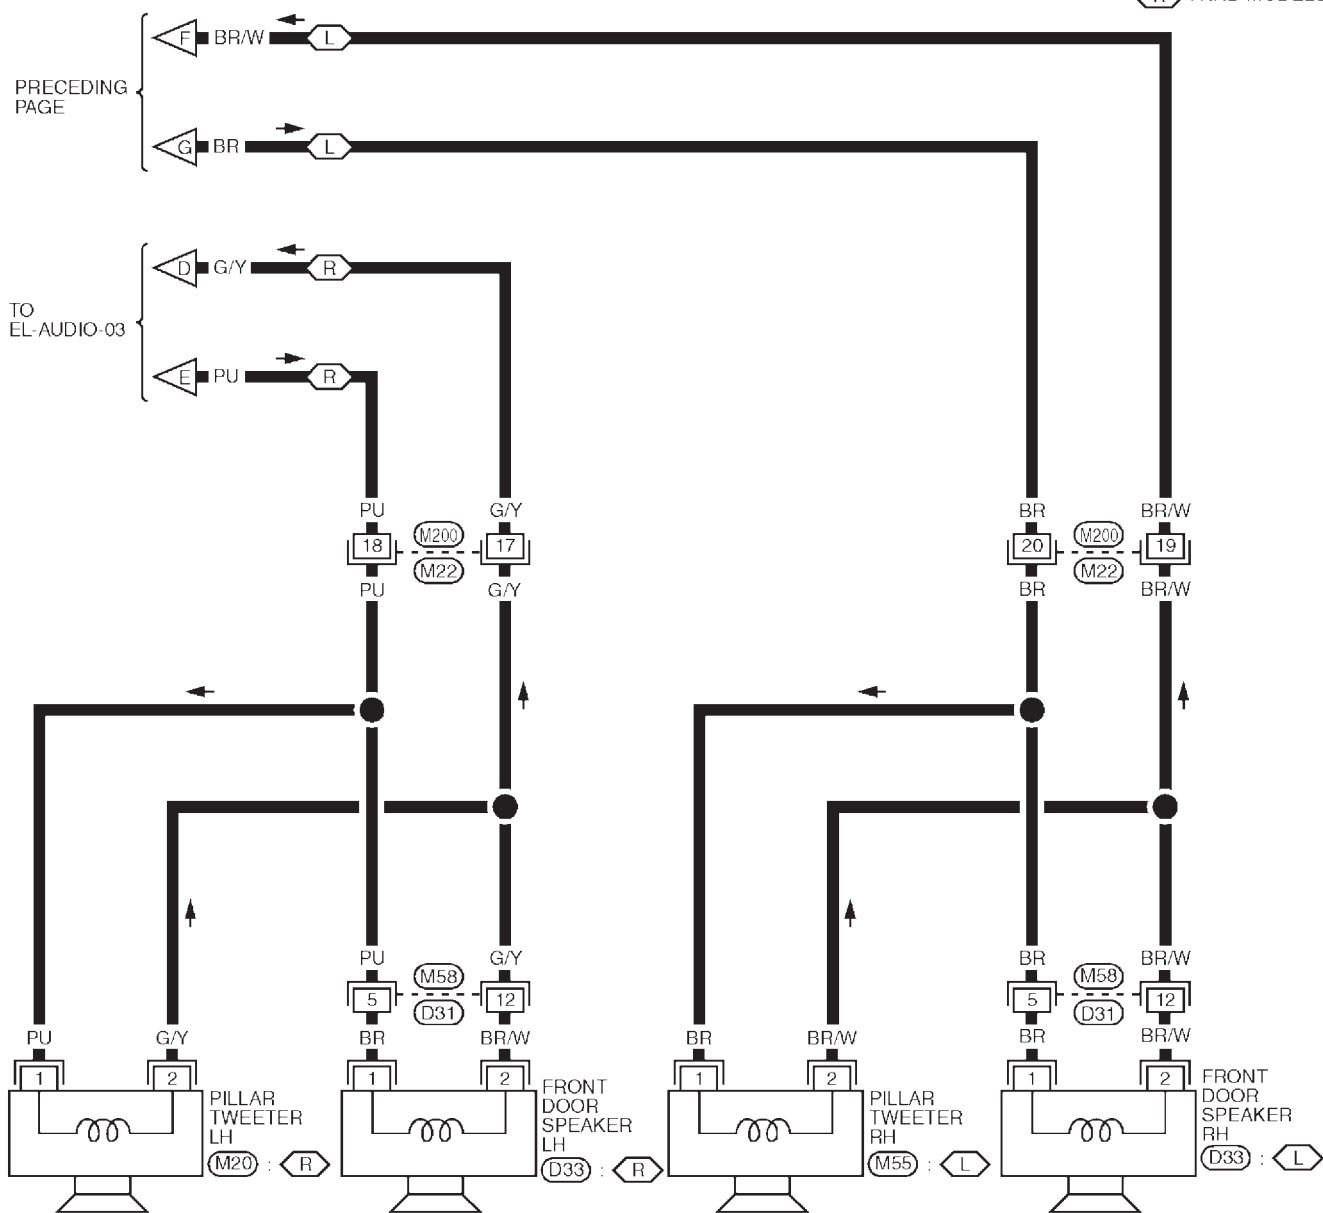 F BR/W L
PRECEDING
PAGE
G BR L
D G/Y R
TO
EL-AUDIO-03
E PU R
PU G/Y BR BR/W
18 M200 17 20 M200 19
M22 M22
PU G/Y BR BR/W
PU G/Y BR BR/W
5 M58 12 5 M58 12
D31 D31
PU G/Y BR BR/W BR BR/W BR BR/W
1 2 1 2 1 2 1 2
PILLAR
TWEETER
LH
M20 : R
FRONT
DOOR
SPEAKER
LH
D33 : R
PILLAR
TWEETER
RH
M55 : L
FRONT
DOOR
SPEAKER
RH
D33 : L